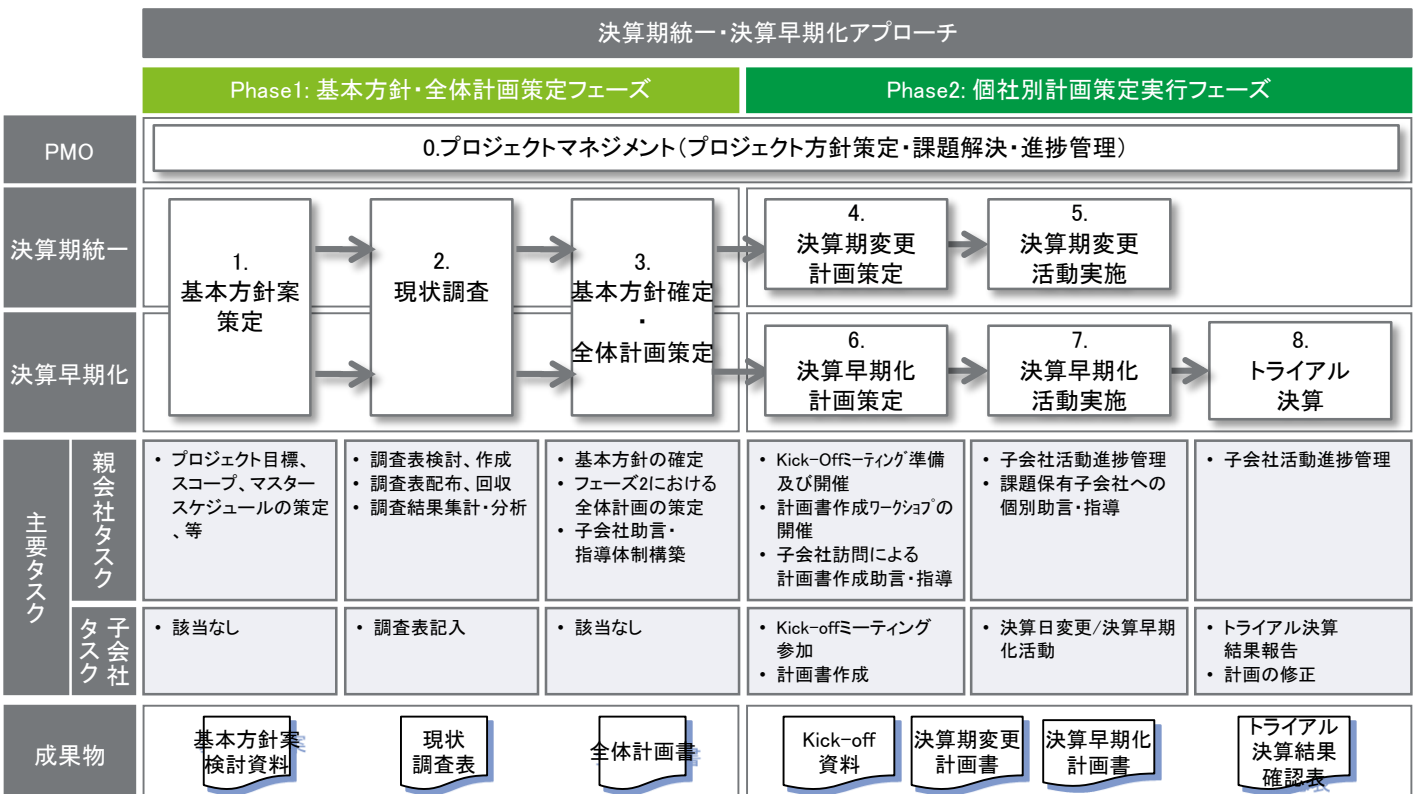 決算期統一・決算早期化アプローチ
Phase1: 基本方針・全体計画策定フェーズ
Phase2: 個社別計画策定実行フェーズ
PMO
0.プロジェクトマネジメント（プロジェクト方針策定・課題解決・進捗管理）
決算期統一
決算早期化
1.
基本方針案
策定
2.
現状調査
3.
基本方針確定
・
全体計画策定
4.
決算期変更
計画策定
5.
決算期変更
活動実施
6.
決算早期化
計画策定
7.
決算早期化
活動実施
8.
トライアル
決算
主要タスク
親会社タスク
• プロジェクト目標、
スコープ、マスター
スケジュールの策定
、等
• 調査表検討、作成
• 調査表配布、回収
• 調査結果集計・分析
• 基本方針の確定
• フェーズ2における
全体計画の策定
• 子会社助言・
指導体制構築
• Kick-Offﾐｰﾃｨﾝｸﾞ準備
及び開催
• 計画書作成ﾜｰｸｼｮﾌﾟの
開催
• 子会社訪問による
計画書作成助言・指導
• 子会社活動進捗管理
• 課題保有子会社への
個別助言・指導
• 子会社活動進捗管理
子会社
タスク
• 該当なし
• 調査表記入
• 該当なし
• Kick-offミーティング
参加
• 計画書作成
• 決算日変更/決算早期
化活動
• トライアル決算
結果報告
• 計画の修正
成果物
基本方針案
検討資料
現状
調査表
全体計画書
Kick-off
資料
決算期変更
計画書
決算早期化
計画書
トライアル
決算結果
確認表